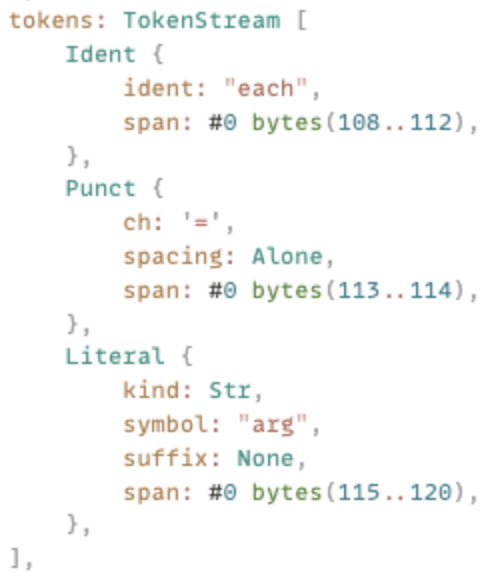 tokens: TokenStream [
    Ident {
        ident: "each",
        span: #0 bytes(108..112),
    },
    Punct {
        ch: '=',
        spacing: Alone,
        span: #0 bytes(113..114),
    },
    Literal {
        kind: Str,
        symbol: "arg",
        suffix: None,
        span: #0 bytes(115..120),
    },
],